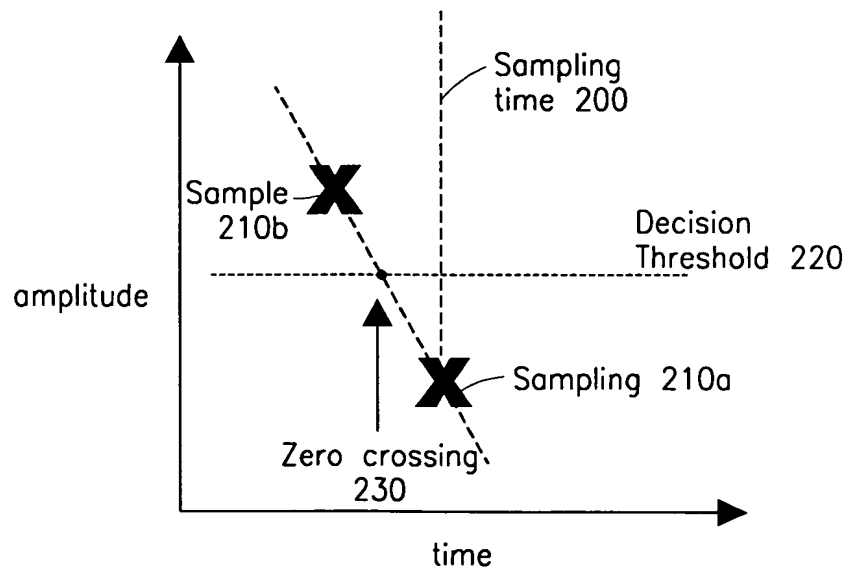 Sampling
time 200
Sample
210b
Decision
Threshold 220
amplitude
Sampling 210a
Zero crossing
230
time